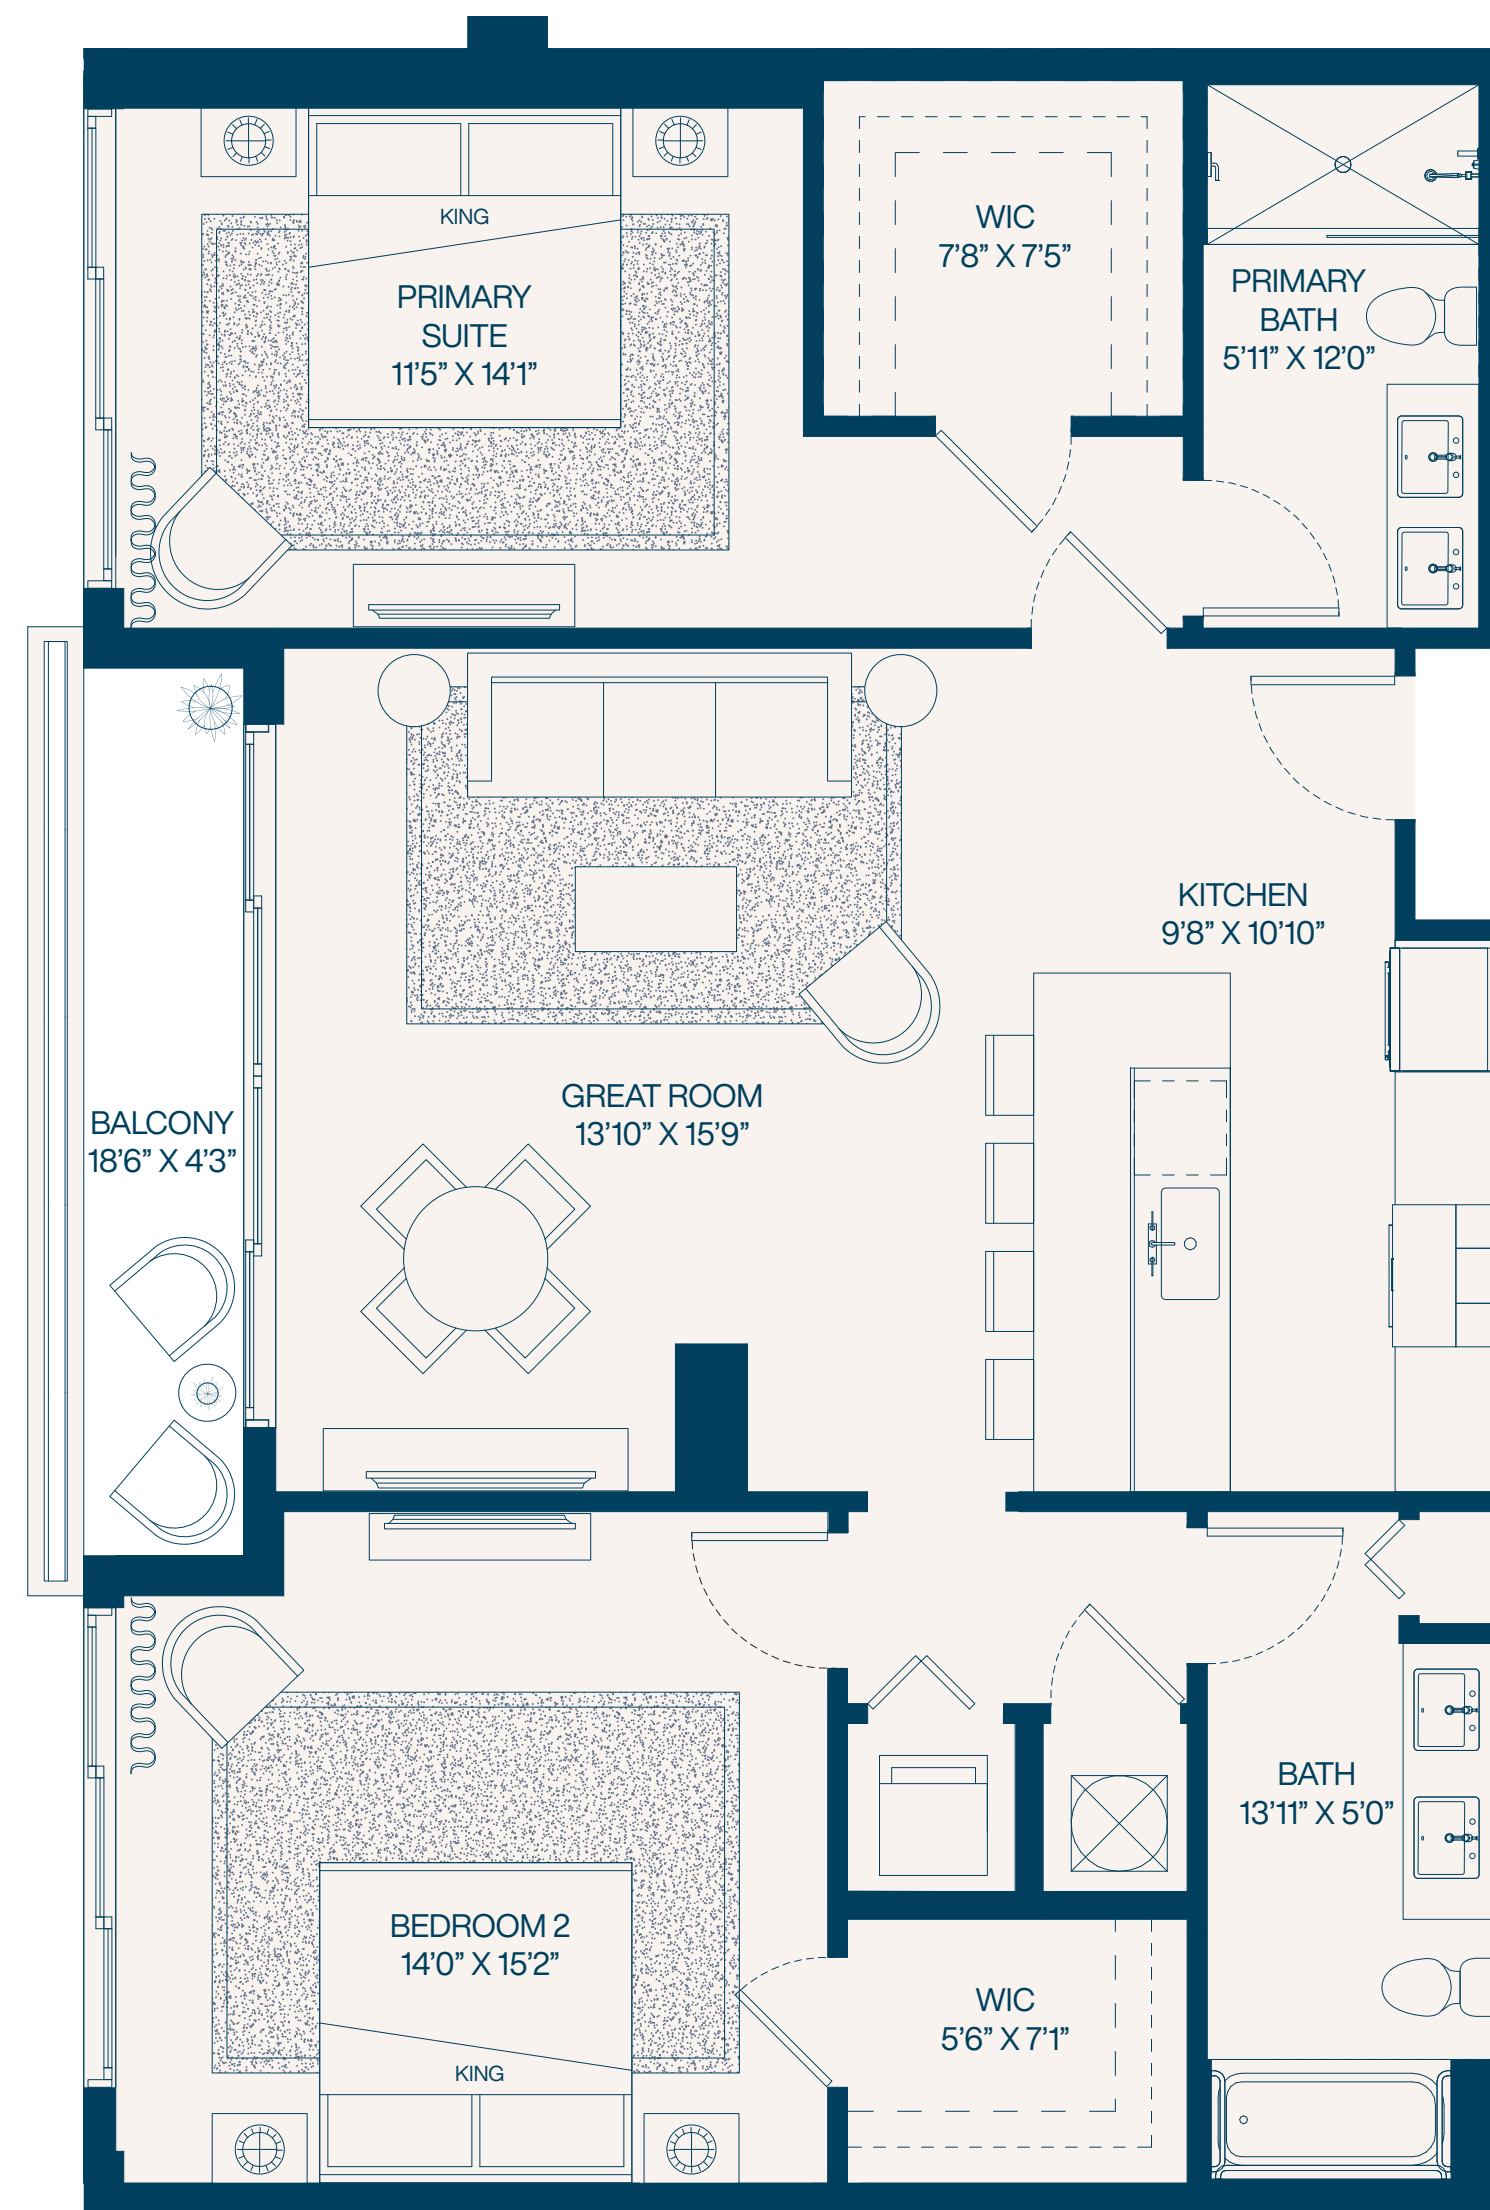 KING
PRIMARY
SUITE
11’5” X 14’1”
WIC
7’8” X 7’5”
PRIMARY
BATH
5’11” X 12’0”
KITCHEN
9’8” X 10’10”
GREAT ROOM
13’10” X 15’9”
BALCONY
18’6” X 4’3”
BATH
13’11” X 5’0”
BEDROOM 2
14’0” X 15’2”
KING
WIC
5’6” X 7’1”